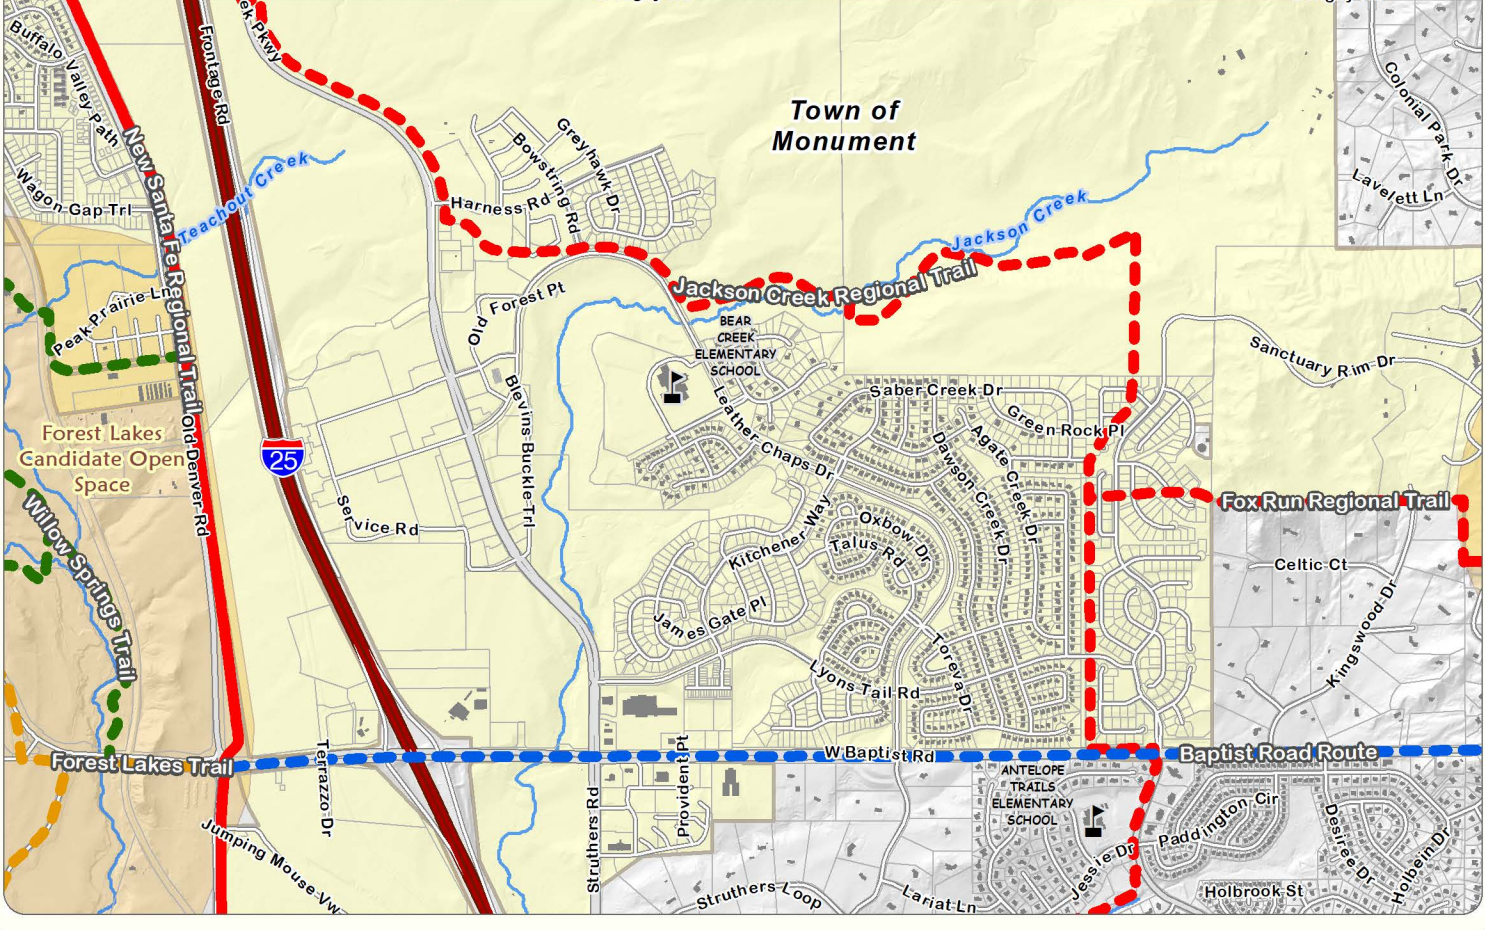 ek Pkwy
Buffalo Valley Path
Frontage Rd
Colonial Park Dr
Town of
Monument
Greyhawk Dr
Bowstring Rd
New Santa Fe Regional Trail
Teachout Creek
Wagon Gap Trl
Harness Rd
Lavelett Ln
Jackson Creek
Jackson Creek Regional Trail
Peak Prairie Ln
Old Forest Pt
BEAR
CREEK
ELEMENTARY
SCHOOL
Sanctuary Rim Dr
Saber Creek Dr
Green Rock Pl
Blevins Buckle Trl
Leather Chaps Dr
Forest Lakes
Candidate Open
Space
Old Denver Rd
25
Dawson Creek Dr
Agate Creek Dr
Fox Run Regional Trail
Service Rd
Kitchener Way
Oxbow Dr
Talus Rd
Willow Springs Trail
Celtic Ct
Kingswood Dr
James Gate Pl
Toreva Dr
Lyons Tail Rd
W Baptist Rd
Baptist Road Route
Forest Lakes Trail
Terrazzo Dr
Provident Pt
Struthers Rd
ANTELOPE
TRAILS
ELEMENTARY
SCHOOL
Paddington Cir
Desiree Dr
Holbein Dr
Jessie Dr
Jumping Mouse Vw
Struthers Loop
Lariat Ln
Holbrook St